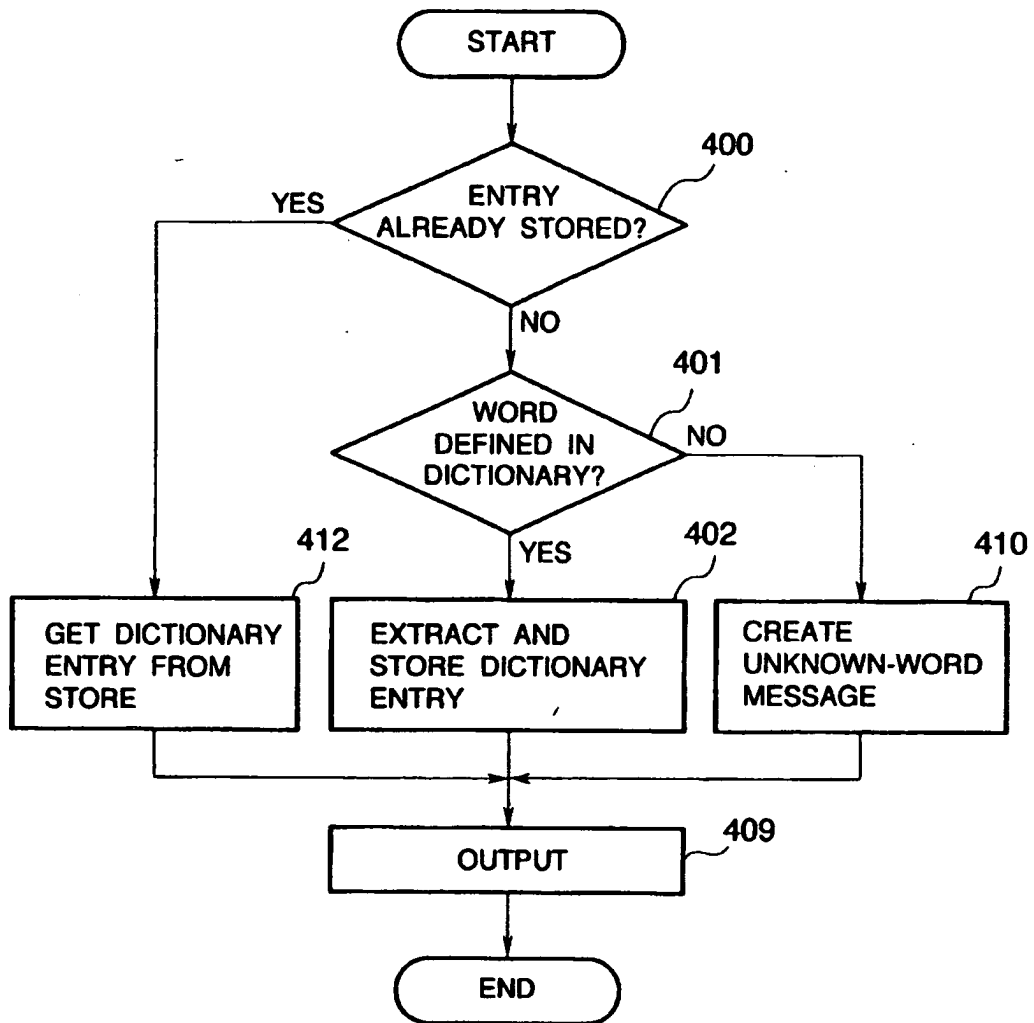 START
400
ENTRY
ALREADY STORED?
YES
NO
401
WORD
DEFINED IN
DICTIONARY?
NO
YES
412
GET DICTIONARY
ENTRY FROM
STORE
402
EXTRACT AND
STORE DICTIONARY
ENTRY
410
CREATE
UNKNOWN-WORD
MESSAGE
OUTPUT
409
END